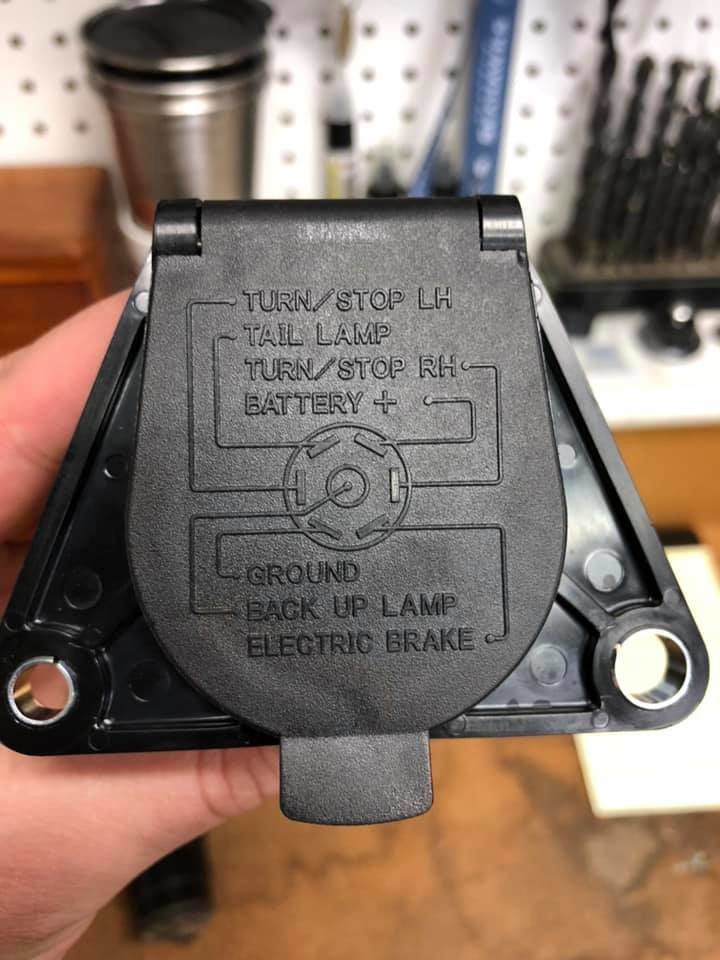 TURN/STOP LH
TAIL LAMP
TURN/STOP RH
BATTERY +
GROUND
BACK UP LAMP
ELECTRIC BRAKE